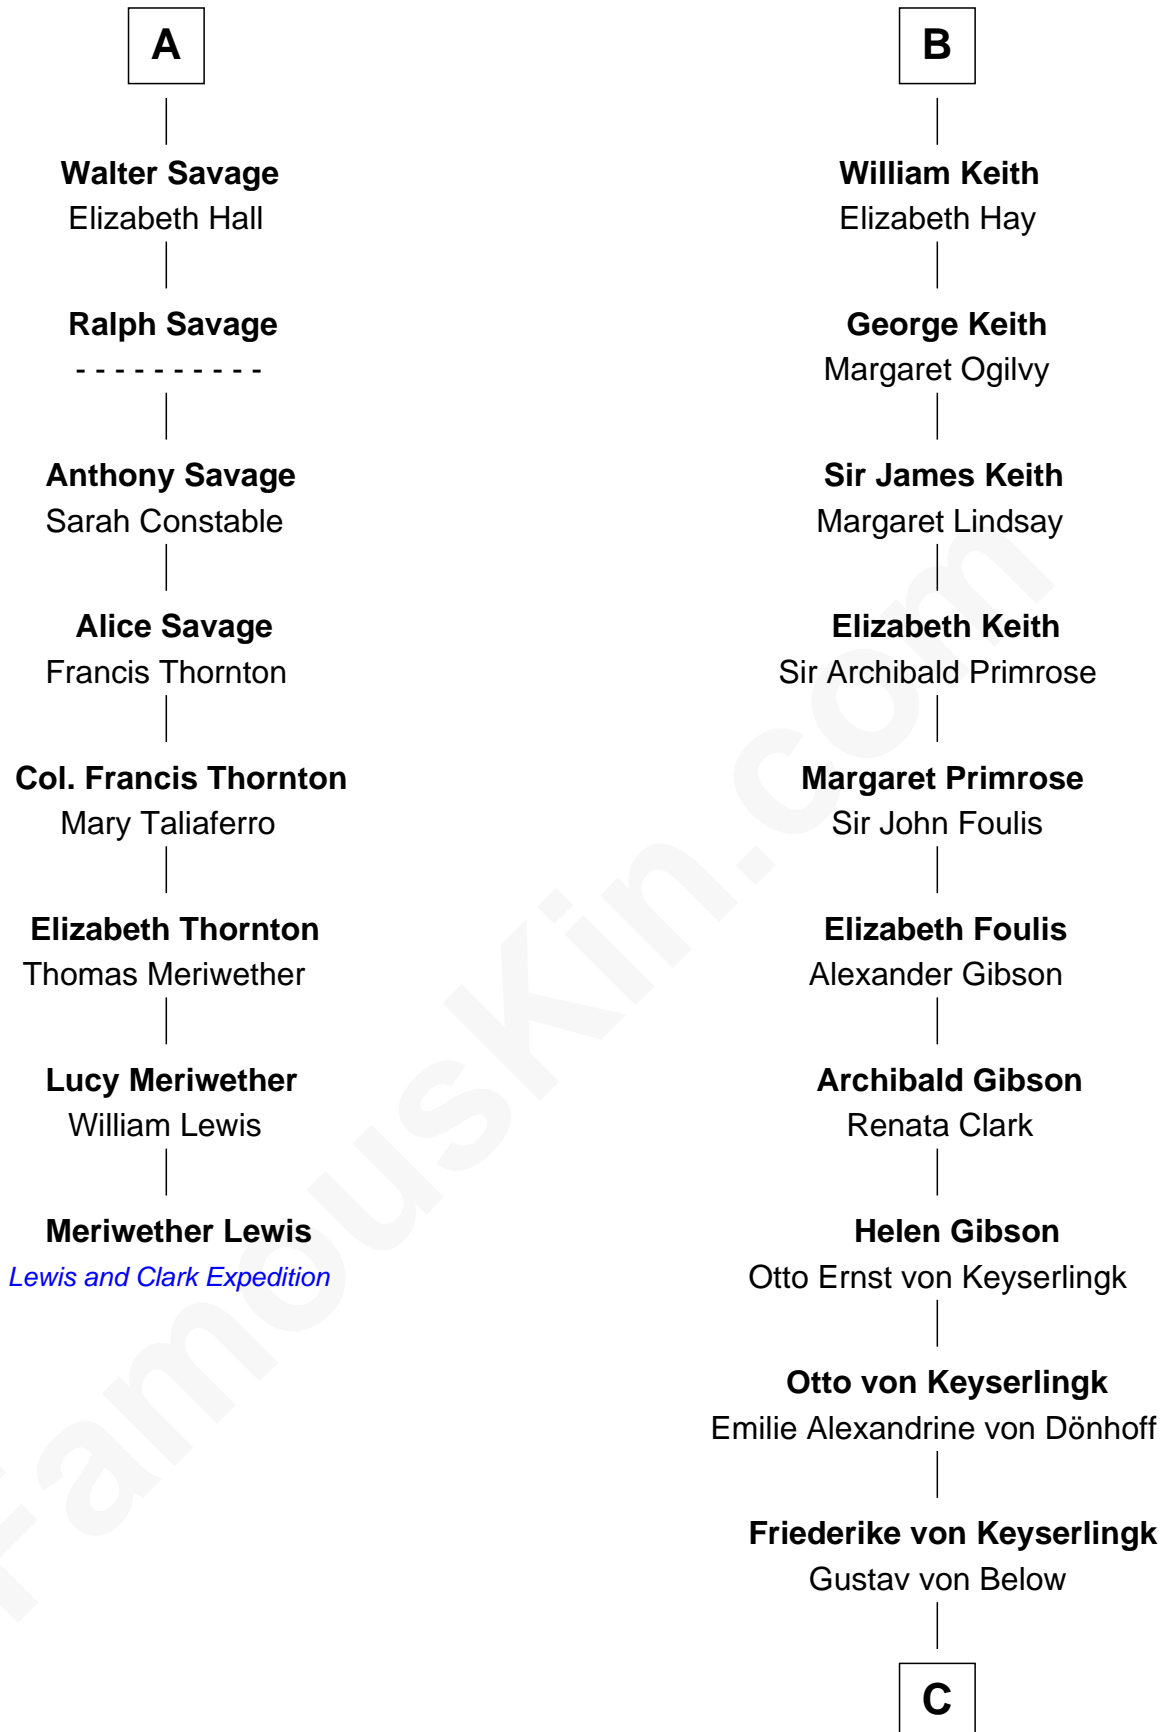 A
Walter Savage
Elizabeth Hall
Ralph Savage
- - - - - - - - - -
Anthony Savage
Sarah Constable
Alice Savage
Francis Thornton
Col. Francis Thornton
Mary Taliaferro
Elizabeth Thornton
Thomas Meriwether
Lucy Meriwether
William Lewis
Meriwether Lewis
Lewis and Clark Expedition
B
William Keith
Elizabeth Hay
George Keith
Margaret Ogilvy
Sir James Keith
Margaret Lindsay
Elizabeth Keith
Sir Archibald Primrose
Margaret Primrose
Sir John Foulis
Elizabeth Foulis
Alexander Gibson
Archibald Gibson
Renata Clark
Helen Gibson
Otto Ernst von Keyserlingk
Otto von Keyserlingk
Emilie Alexandrine von Dönhoff
Friederike von Keyserlingk
Gustav von Below
C
FamousKin.com